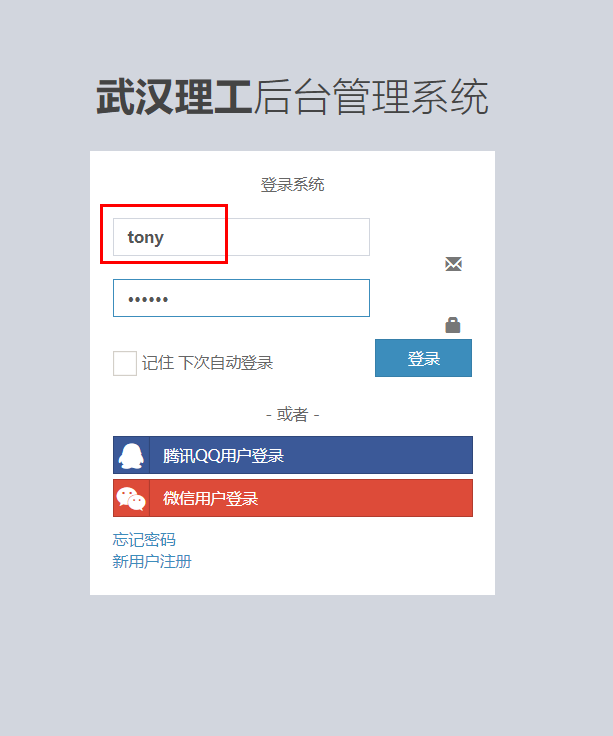 武汉理工后台管理系统
登录系统
tony
••••••
记住 下次自动登录
登录
- 或者 -
腾讯QQ用户登录
微信用户登录
忘记密码
新用户注册